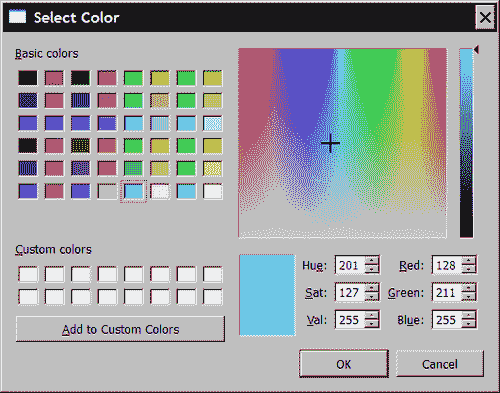 Select Color
Basic colors
Custom colors
Add to Custom Colors
Hue: 201 Red: 128
Sat: 127 Green: 211
Val: 255 Blue: 255
OK Cancel